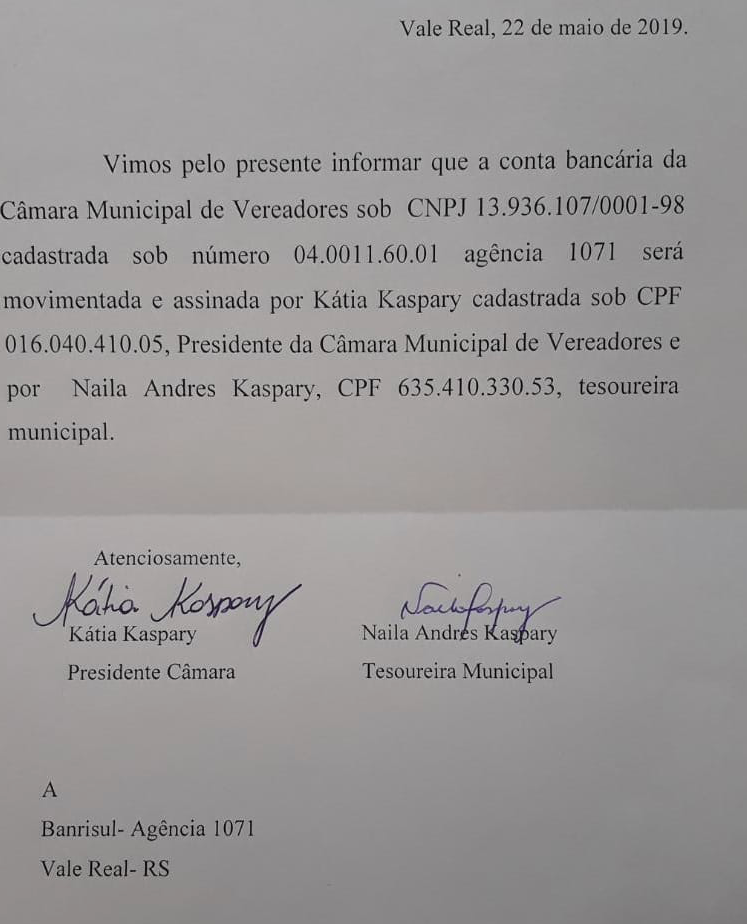 Vale Real, 22 de maio de 2019.
Vimos pelo presente informar que a conta bancária da
Câmara Municipal de Vereadores sob CNPJ 13.936.107/0001-98
cadastrada sob número 04.0011.60.01 agência 1071 será
movimentada e assinada por Kátia Kaspary cadastrada sob CPF
016.040.410.05, Presidente da Câmara Municipal de Vereadores e
por Naila Andres Kaspary, CPF 635.410.330.53, tesoureira
municipal.
Atenciosamente,
Kátia Kaspary
Kátia Kaspary
Presidente Câmara
Naila Kaspary
Naila Andres Kaspary
Tesoureira Municipal
A
Banrisul- Agência 1071
Vale Real- RS